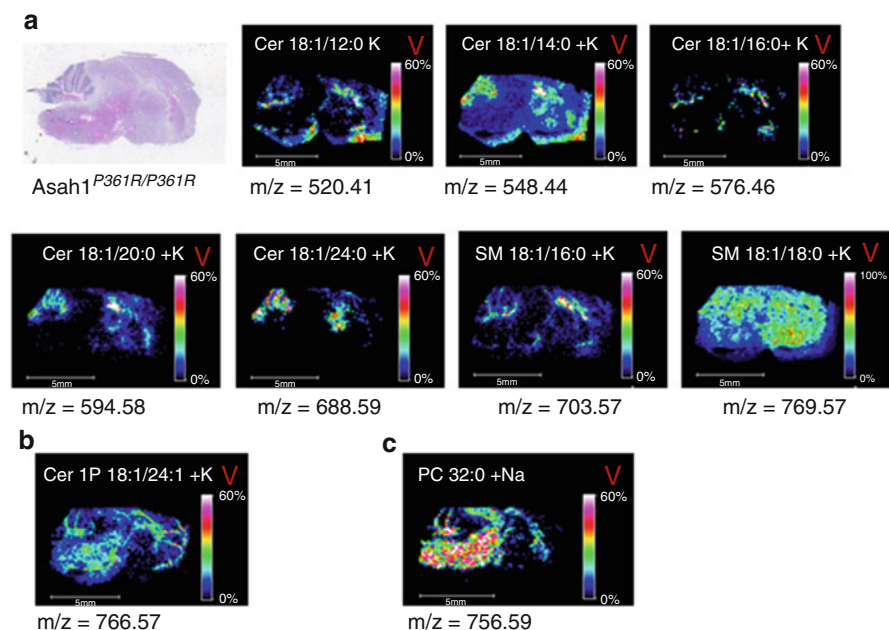 a
Cer 18:1/12:0 K V
60%
0%
5mm
m/z = 520.41
Cer 18:1/14:0 +K V
60%
0%
5mm
m/z = 548.44
Cer 18:1/16:0+ K V
60%
0%
5mm
m/z = 576.46
Asah1P361R/P361R
Cer 18:1/20:0 +K V
60%
0%
5mm
m/z = 594.58
Cer 18:1/24:0 +K V
60%
0%
5mm
m/z = 688.59
SM 18:1/16:0 +K V
60%
0%
5mm
m/z = 703.57
SM 18:1/18:0 +K V
100%
0%
5mm
m/z = 769.57
b
Cer 1P 18:1/24:1 +K V
60%
0%
5mm
m/z = 766.57
c
PC 32:0 +Na V
60%
0%
5mm
m/z = 756.59